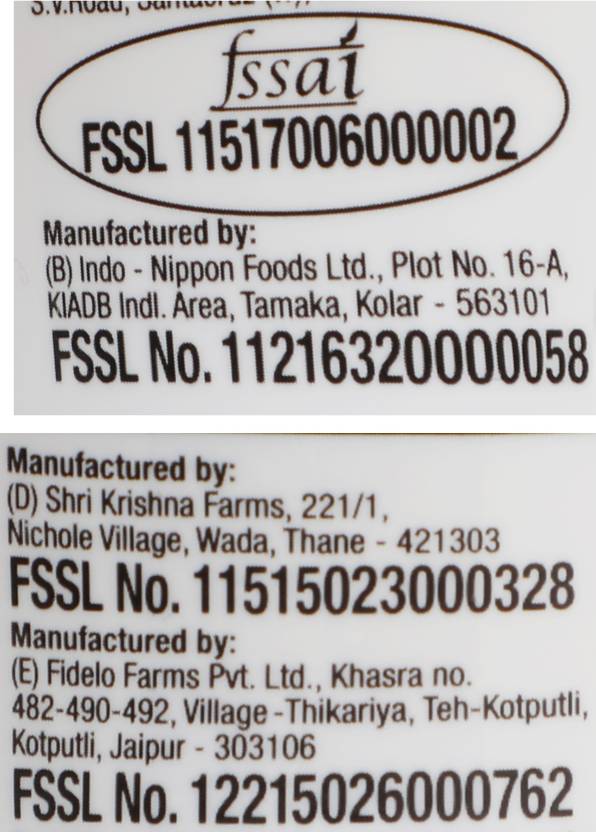 S.V.Road, Santacruz (W),
fssai
FSSL 11517006000002
Manufactured by:
(B) Indo - Nippon Foods Ltd., Plot No. 16-A,
KIADB Indl. Area, Tamaka, Kolar - 563101
FSSL No. 11216320000058
Manufactured by:
(D) Shri Krishna Farms, 221/1,
Nichole Village, Wada, Thane - 421303
FSSL No. 11515023000328
Manufactured by:
(E) Fidelo Farms Pvt. Ltd., Khasra no.
482-490-492, Village -Thikariya, Teh-Kotputli,
Kotputli, Jaipur - 303106
FSSL No. 12215026000762